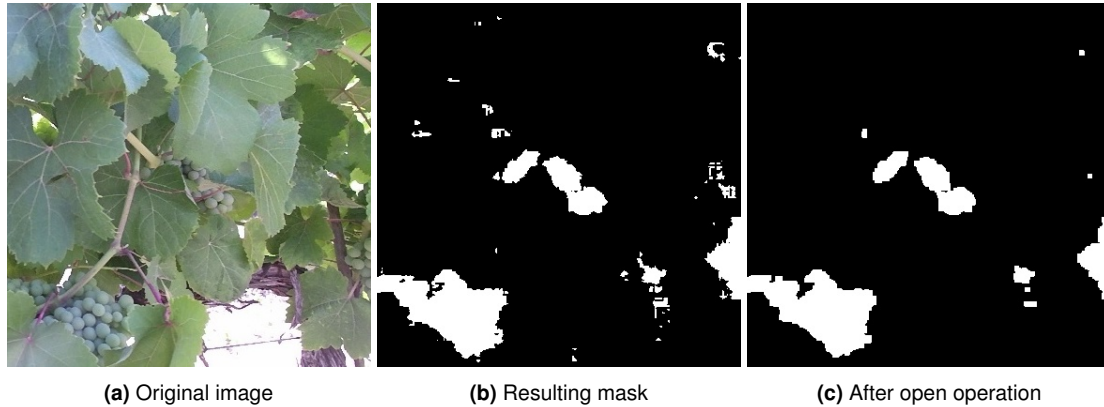 (a) Original image
(b) Resulting mask
(c) After open operation